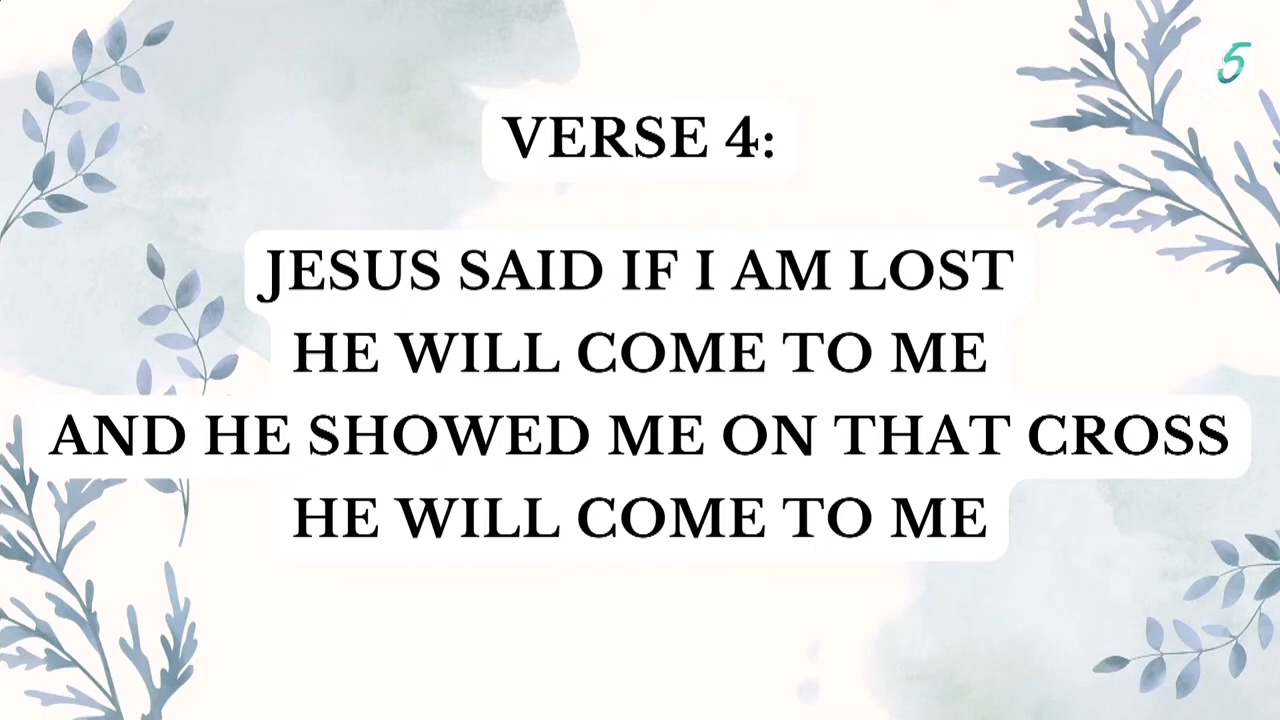 5
VERSE 4:
JESUS SAID IF I AM LOST
HE WILL COME TO ME
AND HE SHOWED ME ON THAT CROSS
HE WILL COME TO ME